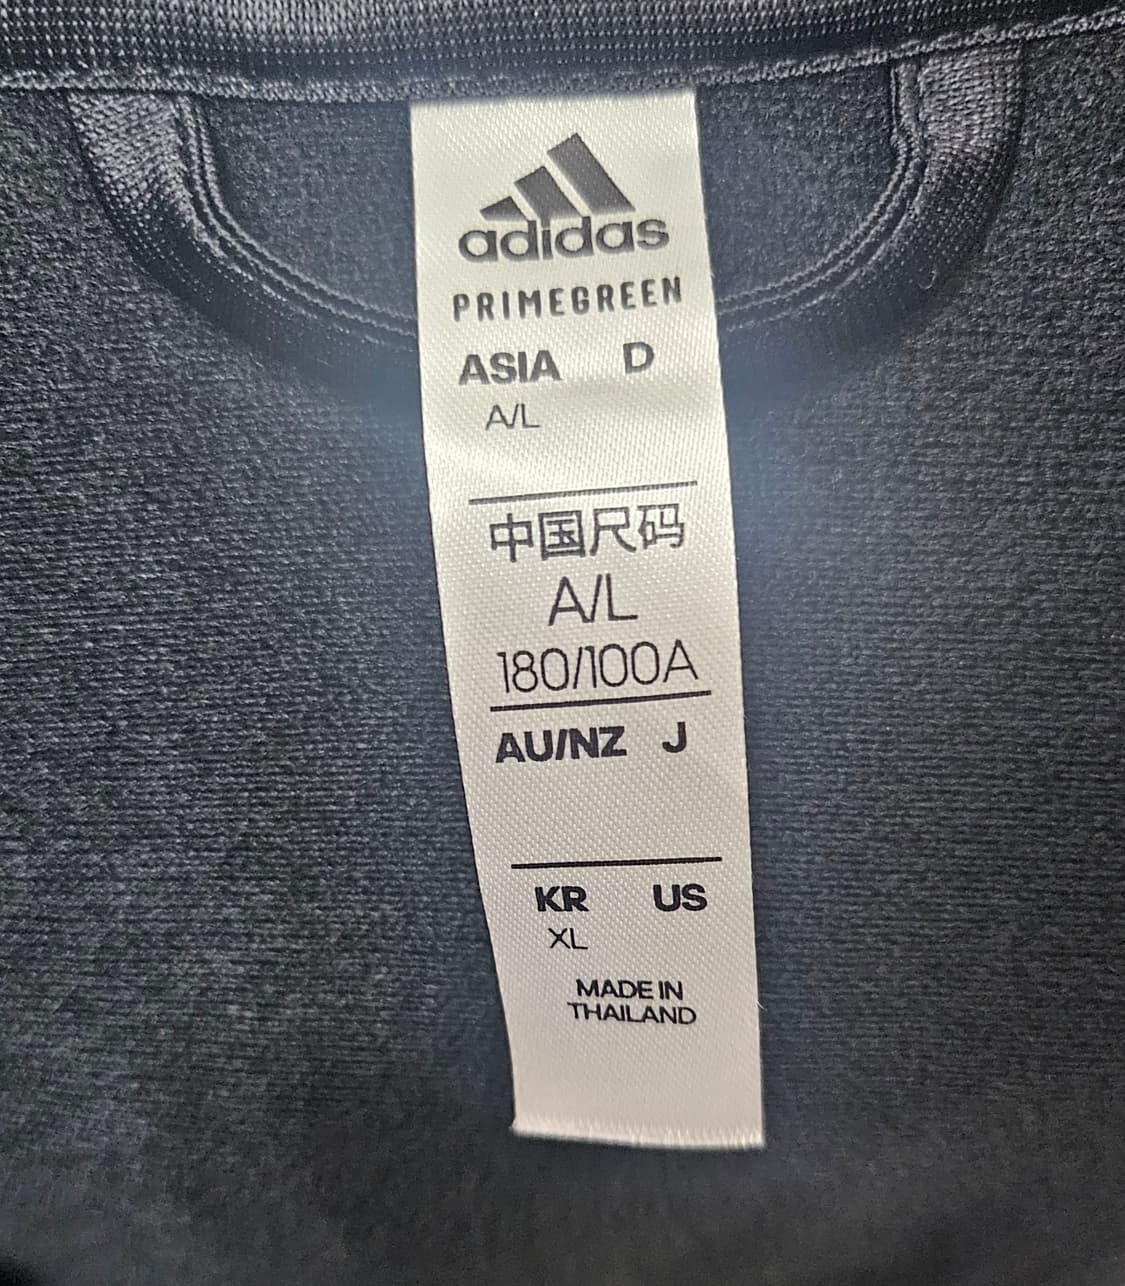 adidas
PRIMEGREEN
ASIA D
A/L
中国尺码
A/L
180/100A
AU/NZ J
KR US
XL
MADE IN
THAILAND